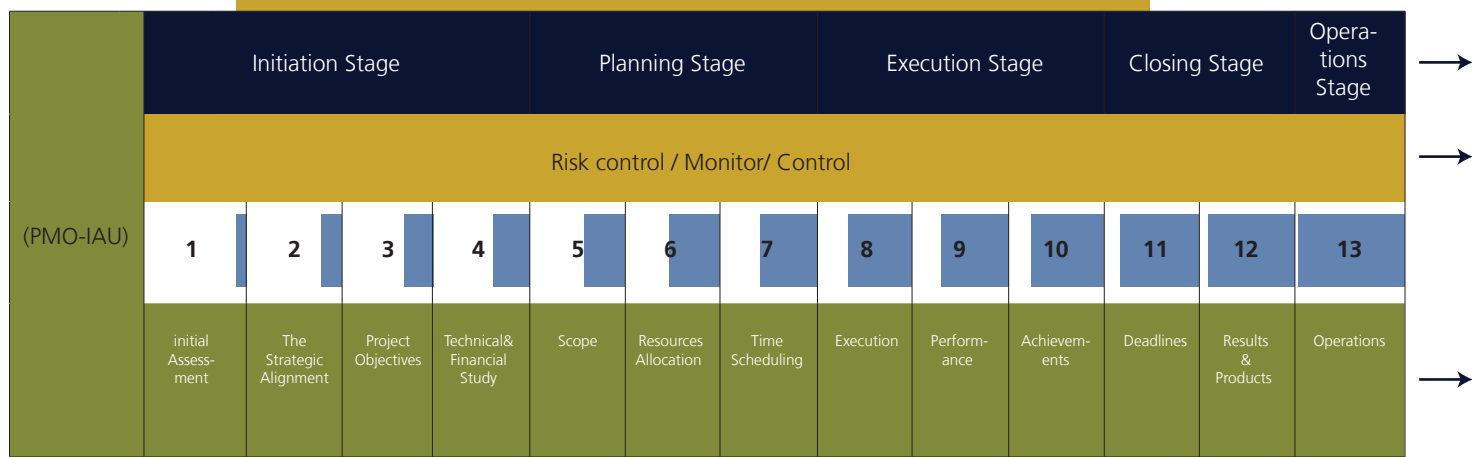 Initiation Stage
Planning Stage
Execution Stage
Closing Stage
Opera-
tions
Stage
Risk control / Monitor/ Control
(PMO-IAU)
1
2
3
4
5
6
7
8
9
10
11
12
13
initial
Assess-
ment
The
Strategic
Alignment
Project
Objectives
Technical&
Financial
Study
Scope
Resources
Allocation
Time
Scheduling
Execution
Perform-
ance
Achievem-
ents
Deadlines
Results
&
Products
Operations